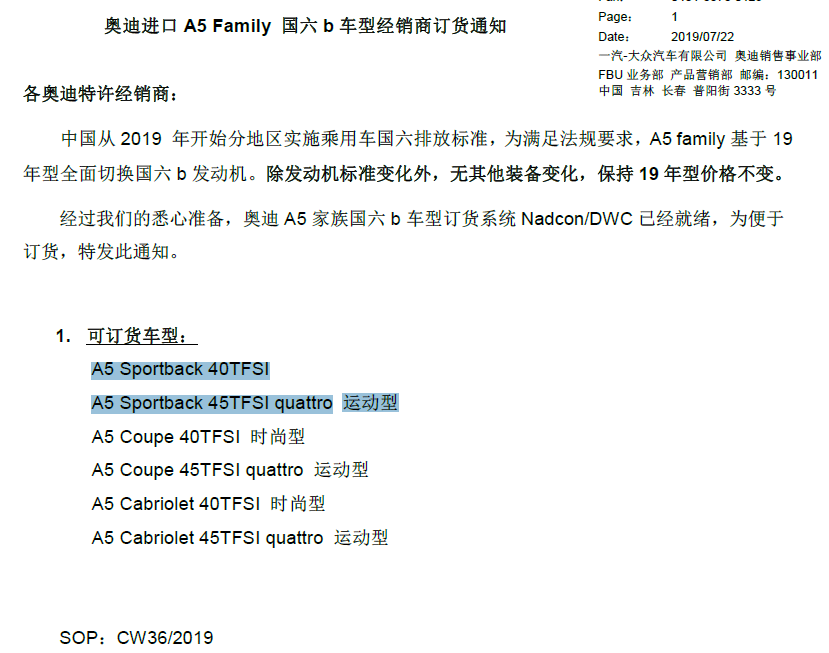 奥迪进口 A5 Family 国六 b 车型经销商订货通知
Page： 1
Date： 2019/07/22
一汽-大众汽车有限公司 奥迪销售事业部
FBU 业务部 产品营销部 邮编：130011
中国 吉林 长春 普阳街 3333 号
各奥迪特许经销商：
中国从 2019 年开始分地区实施乘用车国六排放标准，为满足法规要求，A5 family 基于 19
年型全面切换国六 b 发动机。除发动机标准变化外，无其他装备变化，保持 19 年型价格不变。
经过我们的悉心准备，奥迪 A5 家族国六 b 车型订货系统 Nadcon/DWC 已经就绪，为便于
订货，特发此通知。
1. 可订货车型：
A5 Sportback 40TFSI
A5 Sportback 45TFSI quattro 运动型
A5 Coupe 40TFSI 时尚型
A5 Coupe 45TFSI quattro 运动型
A5 Cabriolet 40TFSI 时尚型
A5 Cabriolet 45TFSI quattro 运动型
SOP：CW36/2019